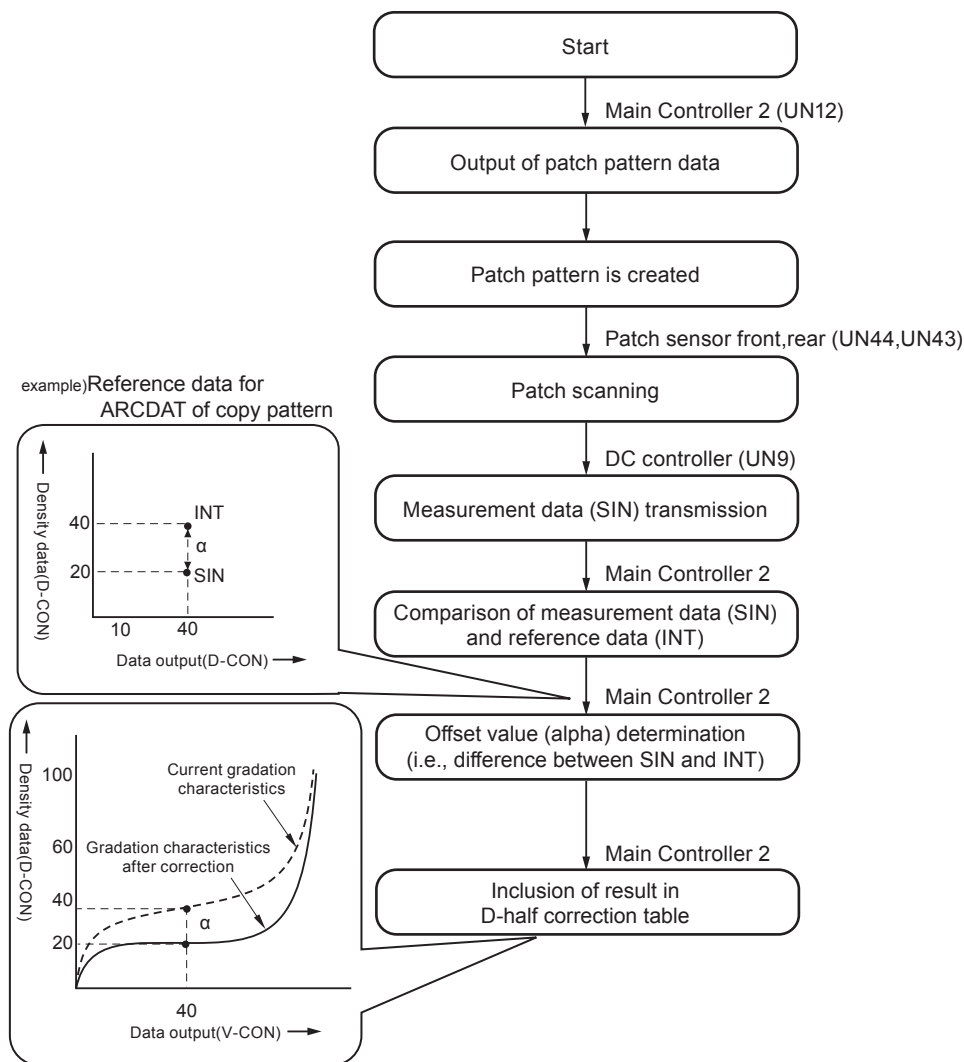 Start
Main Controller 2 (UN12)
Output of patch pattern data
Patch pattern is created
Patch sensor front,rear (UN44,UN43)
Patch scanning
DC controller (UN9)
Measurement data (SIN) transmission
Main Controller 2
Comparison of measurement data (SIN)
and reference data (INT)
Main Controller 2
Offset value (alpha) determination
(i.e., difference between SIN and INT)
Main Controller 2
Inclusion of result in
D-half correction table
example)Reference data for
ARCDAT of copy pattern
Density data(D-CON)
40
20
INT
α
SIN
10
40
Data output(D-CON)
Density data(D-CON)
100
60
40
20
Current gradation
characteristics
Gradation characteristics
after correction
α
40
Data output(V-CON)